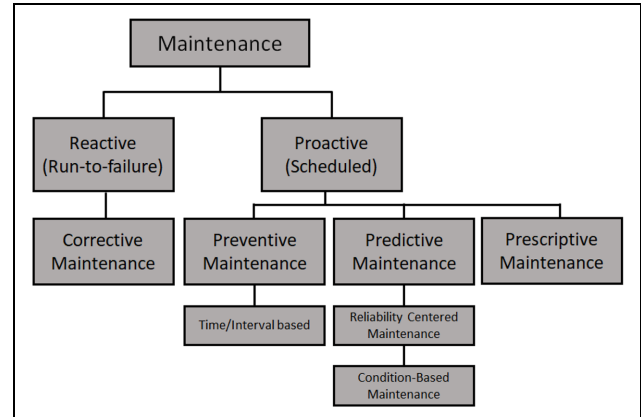 Maintenance
Reactive
(Run-to-failure)
Proactive
(Scheduled)
Corrective
Maintenance
Preventive
Maintenance
Predictive
Maintenance
Prescriptive
Maintenance
Time/Interval based
Reliability Centered
Maintenance
Condition-Based
Maintenance